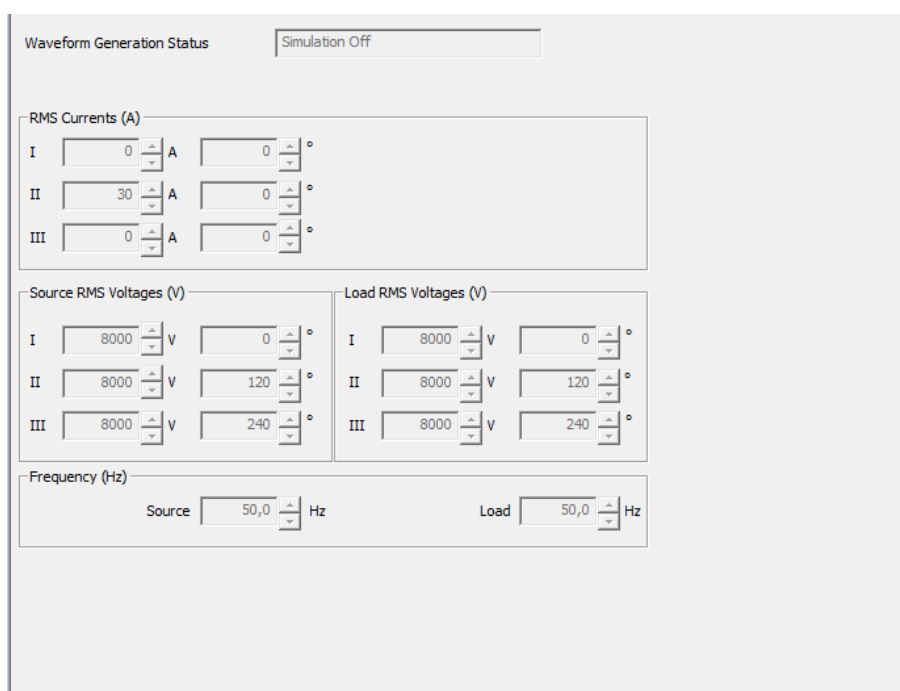 Waveform Generation Status Simulation Off
RMS Currents (A)
I 0 A 0 °
II 30 A 0 °
III 0 A 0 °
Source RMS Voltages (V) Load RMS Voltages (V)
I 8000 V 0 ° I 8000 V 0 °
II 8000 V 120 ° II 8000 V 120 °
III 8000 V 240 ° III 8000 V 240 °
Frequency (Hz)
Source 50,0 Hz Load 50,0 Hz